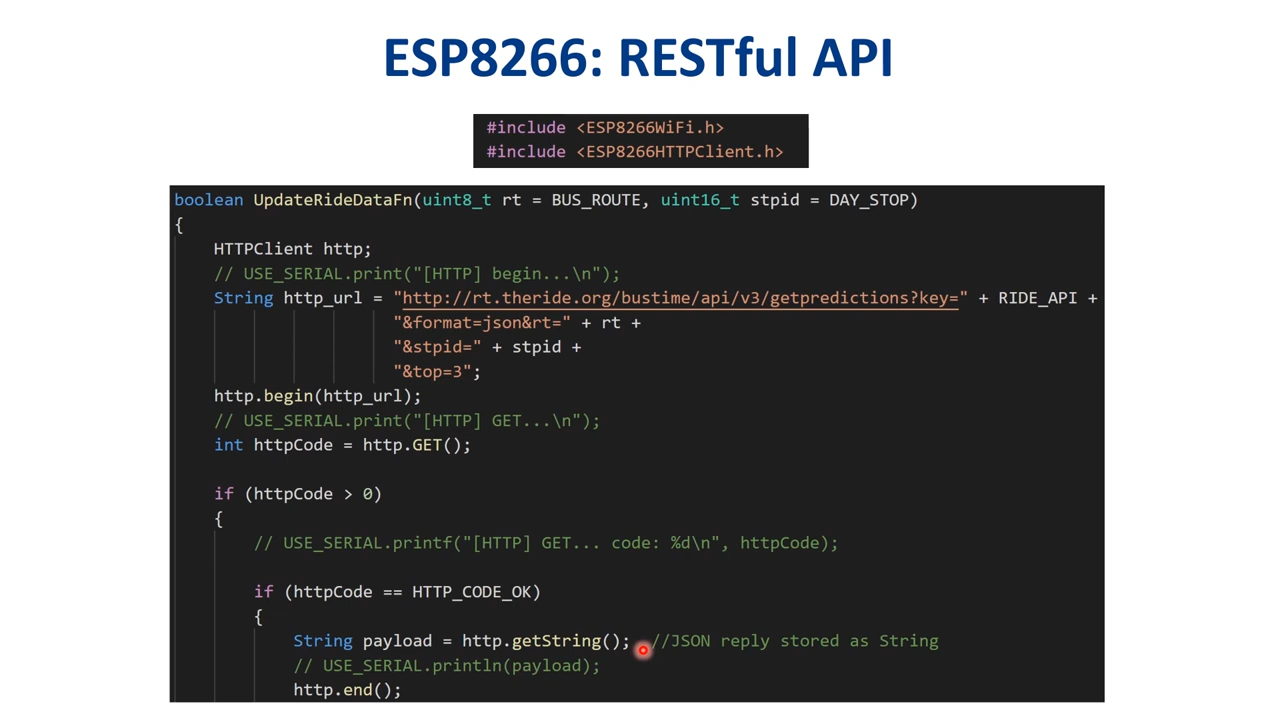 ESP8266: RESTful API
#include <ESP8266WiFi.h>
#include <ESP8266HTTPClient.h>
boolean UpdateRideDataFn(uint8_t rt = BUS_ROUTE, uint16_t stpid = DAY_STOP)
{
HTTPClient http;
// USE_SERIAL.print("[HTTP] begin...\n");
String http_url = "http://rt.theride.org/bustime/api/v3/getpredictions?key=" + RIDE_API +
"&format=json&rt=" + rt +
"&stpid=" + stpid +
"&top=3";
http.begin(http_url);
// USE_SERIAL.print("[HTTP] GET...\n");
int httpCode = http.GET();
if (httpCode > 0)
{
// USE_SERIAL.printf("[HTTP] GET... code: %d\n", httpCode);
if (httpCode == HTTP_CODE_OK)
{
String payload = http.getString(); //JSON reply stored as String
// USE_SERIAL.println(payload);
http.end();